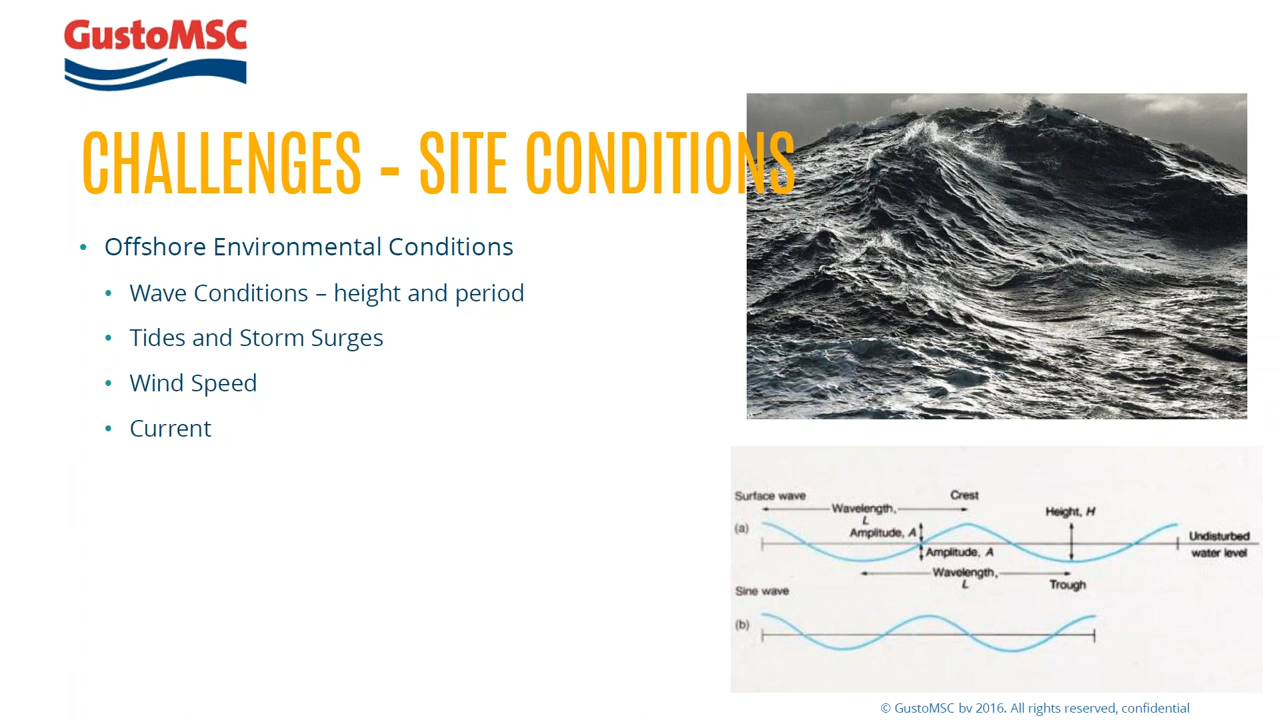 GustoMSC
CHALLENGES – SITE CONDITIONS
• Offshore Environmental Conditions
• Wave Conditions – height and period
• Tides and Storm Surges
• Wind Speed
• Current
Surface wave
Crest
Wavelength,
L
Height, H
(a)
Amplitude, A
Undisturbed
water level
Amplitude, A
Wavelength,
L
Trough
Sine wave
(b)
© GustoMSC bv 2016. All rights reserved, confidential